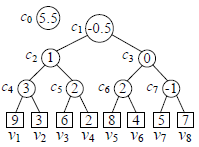 c0 5.5
c1 -0.5
c2 1 c3 0
c4 3 c5 2 c6 2 c7 -1
9 3 6 2 8 4 5 7
v1 v2 v3 v4 v5 v6 v7 v8